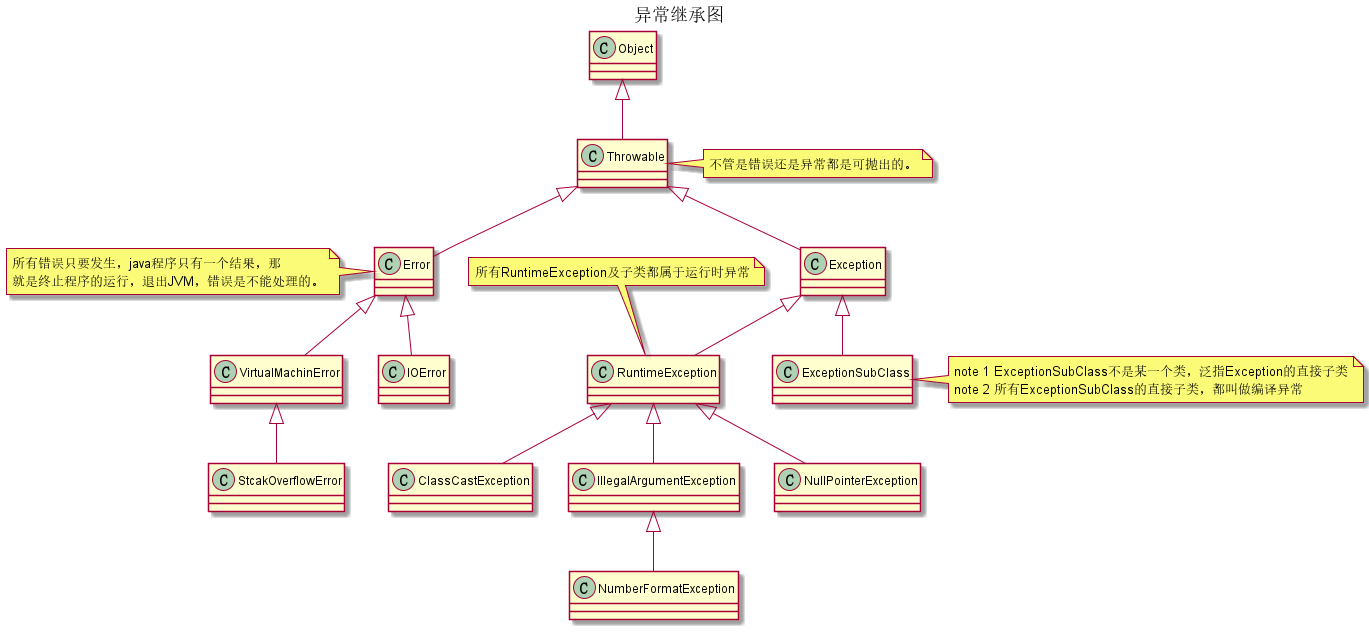 异常继承图
C Object
C Throwable
不管是错误还是异常都是可抛出的。
所有错误只要发生，java程序只有一个结果，那
就是终止程序的运行，退出JVM，错误是不能处理的。
C Error
所有RuntimeException及子类都属于运行时异常
C Exception
C VirtualMachinError
C IOError
C RuntimeException
C ExceptionSubClass
note 1 ExceptionSubClass不是某一个类，泛指Exception的直接子类
note 2 所有ExceptionSubClass的直接子类，都叫做编译异常
C StcakOverflowError
C ClassCastException
C IllegalArgumentException
C NullPointerException
C NumberFormatException